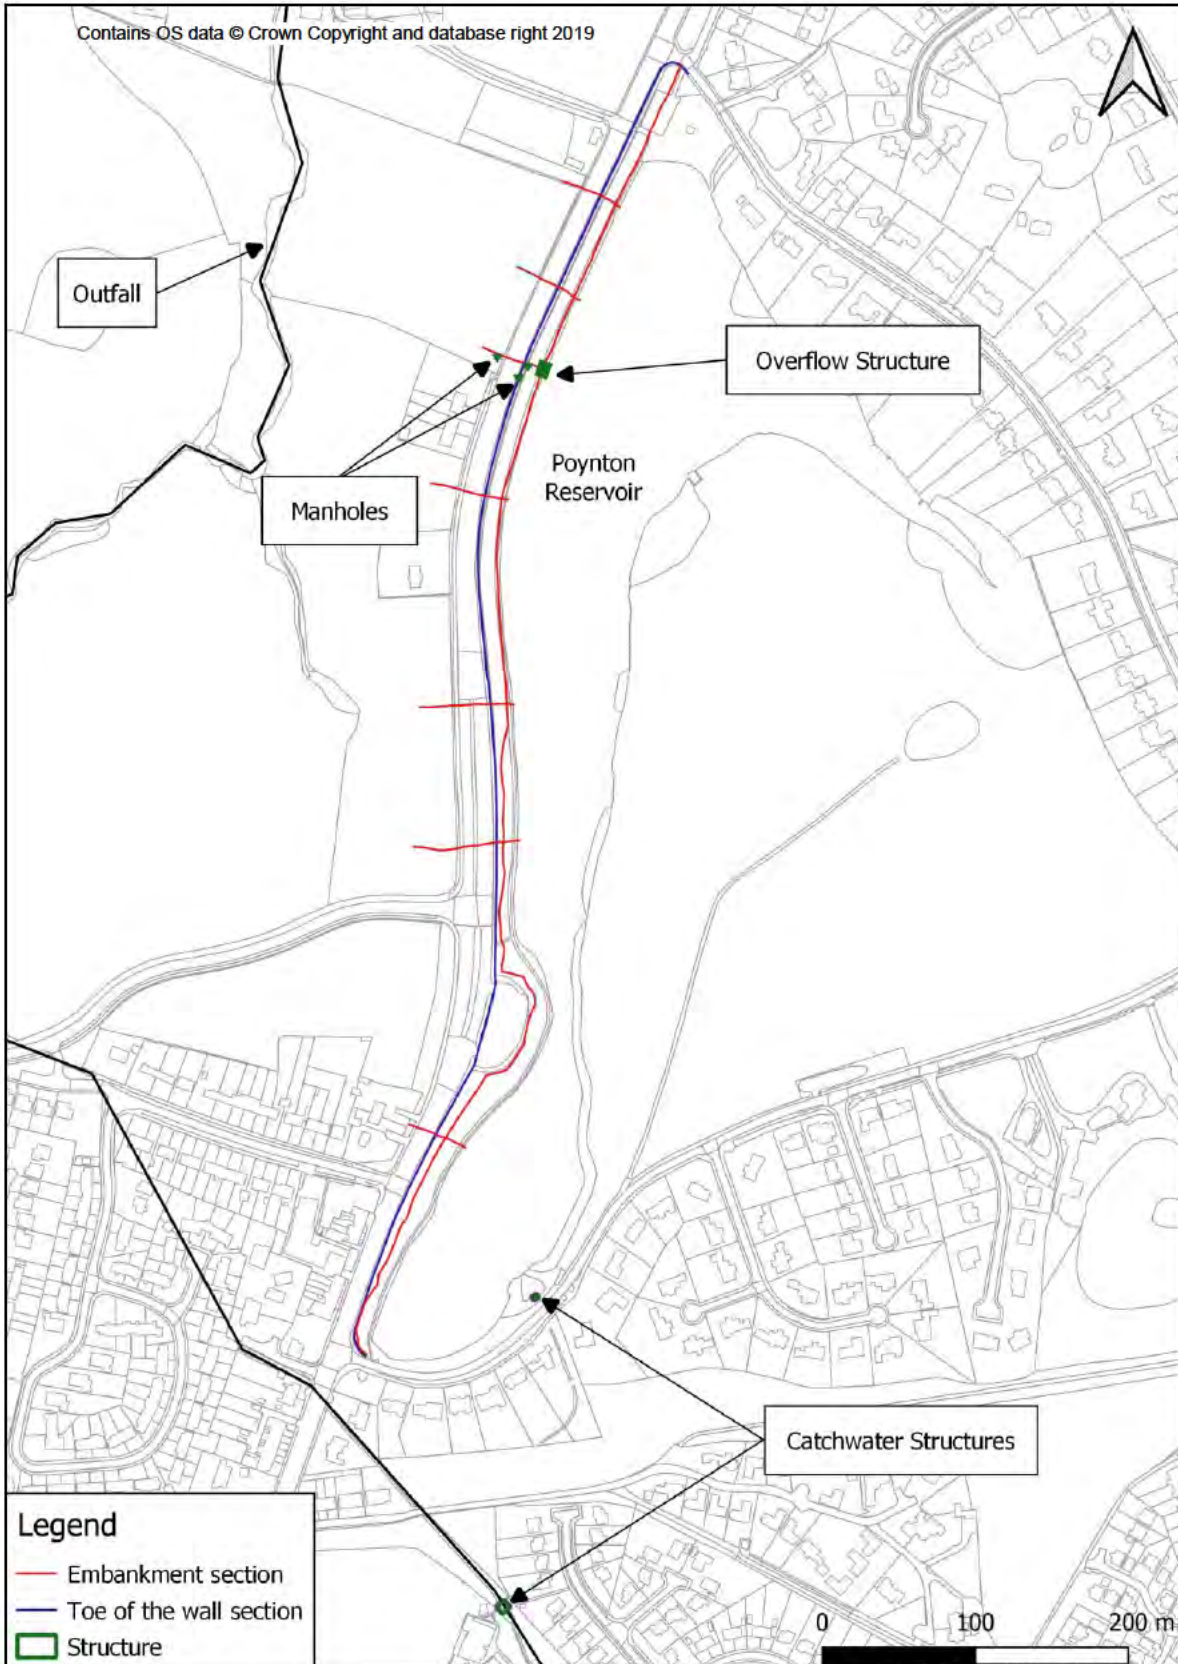 Contains OS data © Crown Copyright and database right 2019
Outfall
Overflow Structure
Poynton
Reservoir
Manholes
Catchwater Structures
Legend
Embankment section
Toe of the wall section
Structure
0 100 200 m